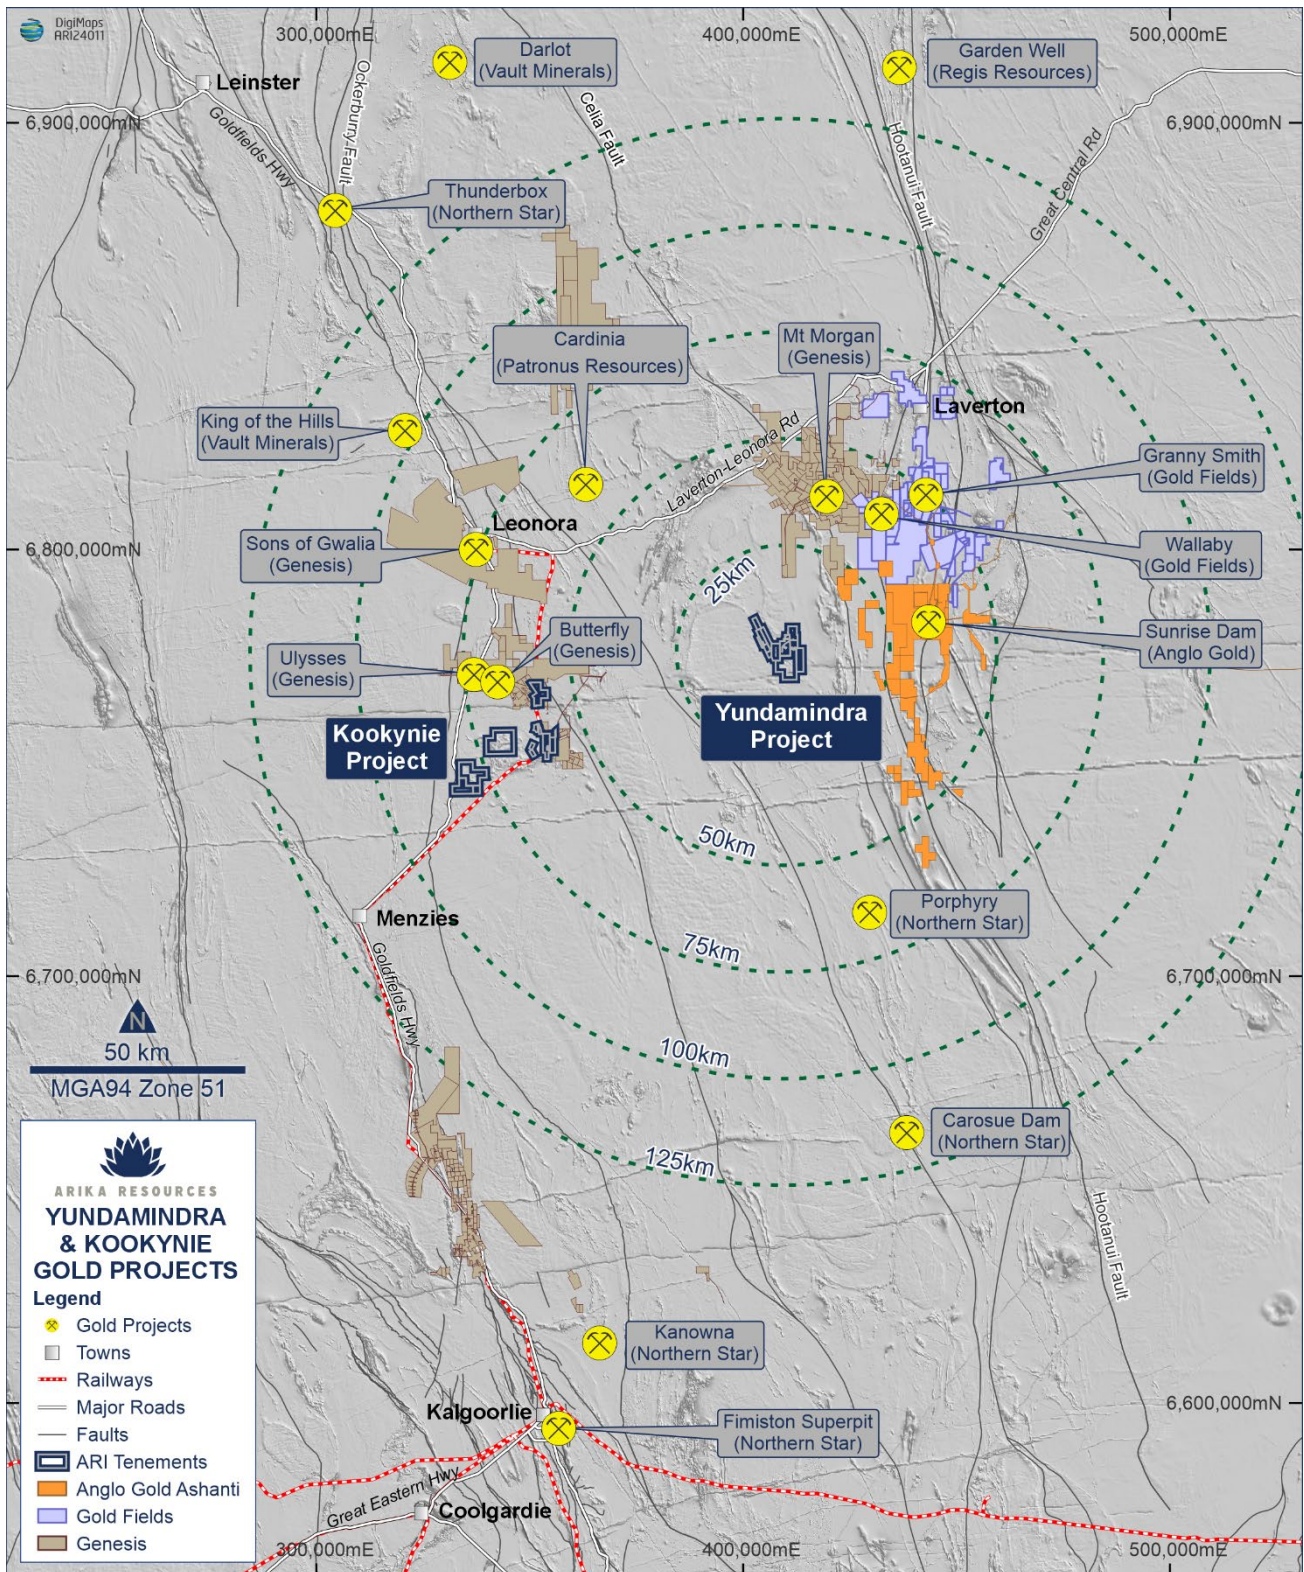 DigiMaps
ARI24011
300,000mE
400,000mE
500,000mE
Darlot
(Vault Minerals)
Garden Well
(Regis Resources)
Leinster
Ockerburry Fault
Goldfields Hwy
Celia Fault
Hootanui Fault
Great Central Rd
6,900,000mN
6,900,000mN
Thunderbox
(Northern Star)
Cardinia
(Patronus Resources)
Mt Morgan
(Genesis)
King of the Hills
(Vault Minerals)
Laverton
Laverton-Leonora Rd
Granny Smith
(Gold Fields)
Leonora
Sons of Gwalia
(Genesis)
6,800,000mN
Wallaby
(Gold Fields)
25km
Butterfly
(Genesis)
Sunrise Dam
(Anglo Gold)
Ulysses
(Genesis)
Kookynie
Project
Yundamindra
Project
50km
Menzies
Porphyry
(Northern Star)
75km
Goldfields Hwy
6,700,000mN
6,700,000mN
N
50 km
MGA94 Zone 51
100km
125km
Carosue Dam
(Northern Star)
Hootanui Fault
ARIKA RESOURCES
YUNDAMINDRA
& KOOKYNIE
GOLD PROJECTS
Legend
Gold Projects
Towns
Railways
Major Roads
Faults
ARI Tenements
Anglo Gold Ashanti
Gold Fields
Genesis
Kanowna
(Northern Star)
Kalgoorlie
Fimiston Superpit
(Northern Star)
6,600,000mN
Great Eastern Hwy
Coolgardie
300,000mE
400,000mE
500,000mE